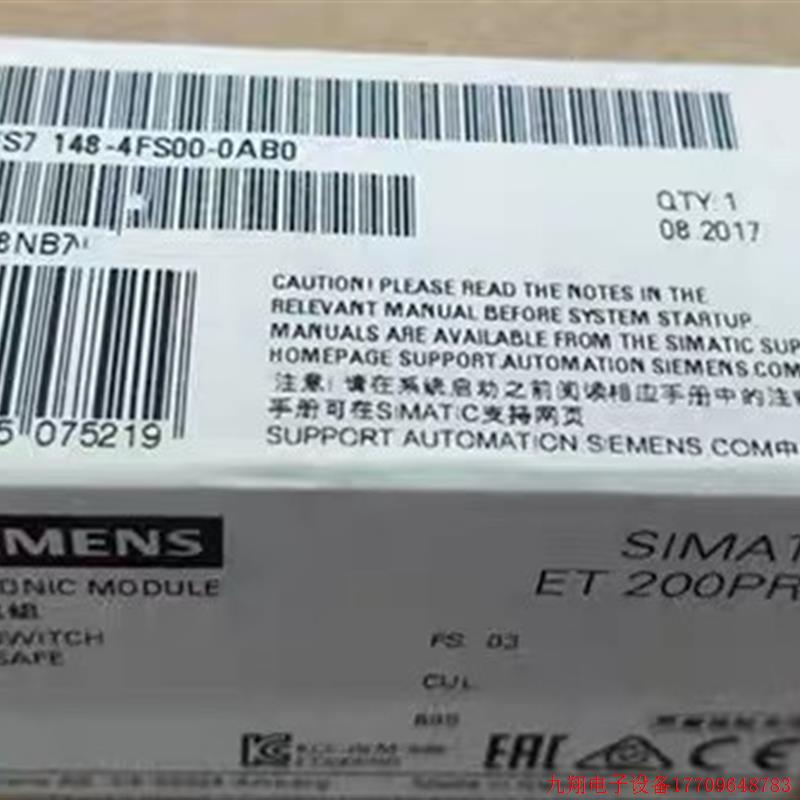 S7 148-4FS00-0AB0
QTY: 1
08.2017
8NB7
CAUTION! PLEASE READ THE NOTES IN THE
RELEVANT MANUAL BEFORE SYSTEM STARTUP.
MANUALS ARE AVAILABLE FROM THE SIMATIC SUP
HOMEPAGE SUPPORT.AUTOMATION.SIEMENS.COM
注意! 请在系统启动之前阅读相应手册中的注
手册可在SIMATIC支持网页
SUPPORT.AUTOMATION.SIEMENS.COM中
5 075219
MENS
SIMAT
ONIC MODULE
ET 200PR
SWITCH
SAFE
FS: 03
CUL
EAC
CE
九翔电子设备17709648783